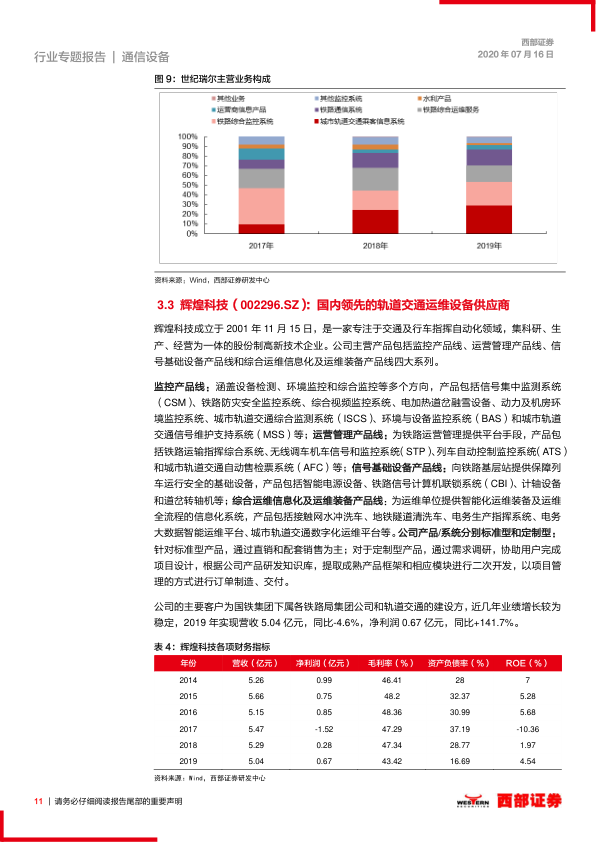 西部证券
行业专题报告 | 通信设备
2020 年 07 月 16 日
图 9：世纪瑞尔主营业务构成
其他业务
其他监控系统
水利产品
运营商信息产品
铁路通信系统
铁路综合运维服务
铁路综合监控系统
城市轨道交通乘客信息系统
100%
90%
80%
70%
60%
50%
40%
30%
20%
10%
0%
2017年
2018年
2019年
资料来源：Wind，西部证券研发中心
3.3 辉煌科技（002296.SZ）：国内领先的轨道交通运维设备供应商
辉煌科技成立于 2001 年 11 月 15 日，是一家专注于交通及行车指挥自动化领域，集科研、生
产、经营为一体的股份制高新技术企业。公司主营产品包括监控产品线、运营管理产品线、信
号基础设备产品线和综合运维信息化及运维装备产品线四大系列。
监控产品线：涵盖设备检测、环境监控和综合监控等多个方向，产品包括信号集中监测系统
（CSM）、铁路防灾安全监控系统、综合视频监控系统、电加热道岔融雪设备、动力及机房环
境监控系统、城市轨道交通综合监测系统（ISCS）、环境与设备监控系统（BAS）和城市轨道
交通信号维护支持系统（MSS）等；运营管理产品线：为铁路运营管理提供平台手段，产品包
括铁路运输指挥综合系统、无线调车机车信号和监控系统（STP）、列车自动控制监控系统（ATS）
和城市轨道交通自动售检票系统（AFC）等；信号基础设备产品线：向铁路基层站提供保障列
车运行安全的基础设备，产品包括智能电源设备、铁路信号计算机联锁系统（CBI）、计轴设备
和道岔转辙机等；综合运维信息化及运维装备产品线：为运维单位提供智能化运维装备及运维
全流程的信息化系统，产品包括接触网水冲洗车、地铁隧道清洗车、电务生产指挥系统、电务
大数据智能运维平台、城市轨道交通数字化运维平台等。公司产品/系统分别标准型和定制型：
针对标准型产品，通过直销和配套销售为主；对于定制型产品，通过需求调研，协助用户完成
项目设计，根据公司产品研发知识库，提取成熟产品框架和相应模块进行二次开发，以项目管
理的方式进行订单制造、交付。
公司的主要客户为国铁集团下属各铁路局集团公司和轨道交通的建设方，近几年业绩增长较为
稳定，2019 年实现营收 5.04 亿元，同比-4.6%，净利润 0.67 亿元，同比+141.7%。
表 4：辉煌科技各项财务指标
年份 营收（亿元） 净利润（亿元） 毛利率（%） 资产负债率（%） ROE（%）
2014 5.26 0.99 46.41 28 7
2015 5.66 0.75 48.2 32.37 5.28
2016 5.15 0.85 48.36 30.99 5.68
2017 5.47 -1.52 47.29 37.19 -10.36
2018 5.29 0.28 47.34 28.77 1.97
2019 5.04 0.67 43.42 16.69 4.54
资料来源：Wind，西部证券研发中心
11 | 请务必仔细阅读报告尾部的重要声明
WESTERN
SECURITIES
西部证券